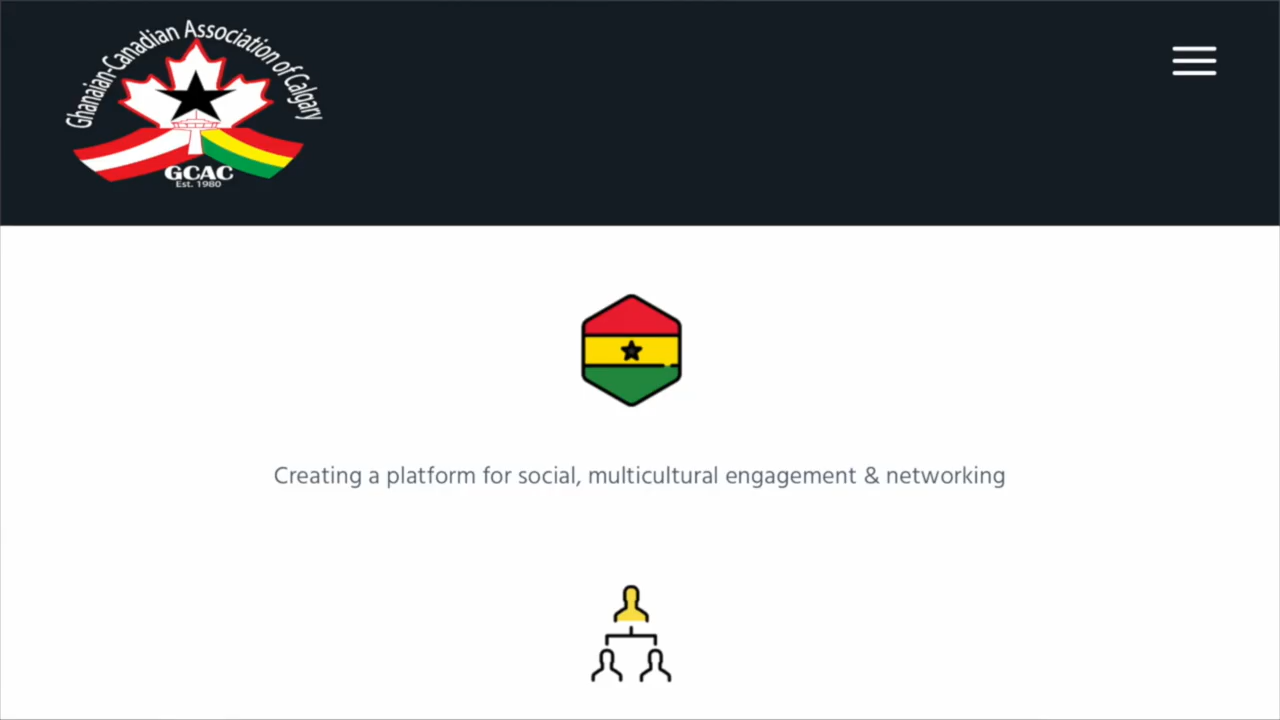 Ghanaian-Canadian Association of Calgary
GCAC
Est. 1980
Creating a platform for social, multicultural engagement & networking